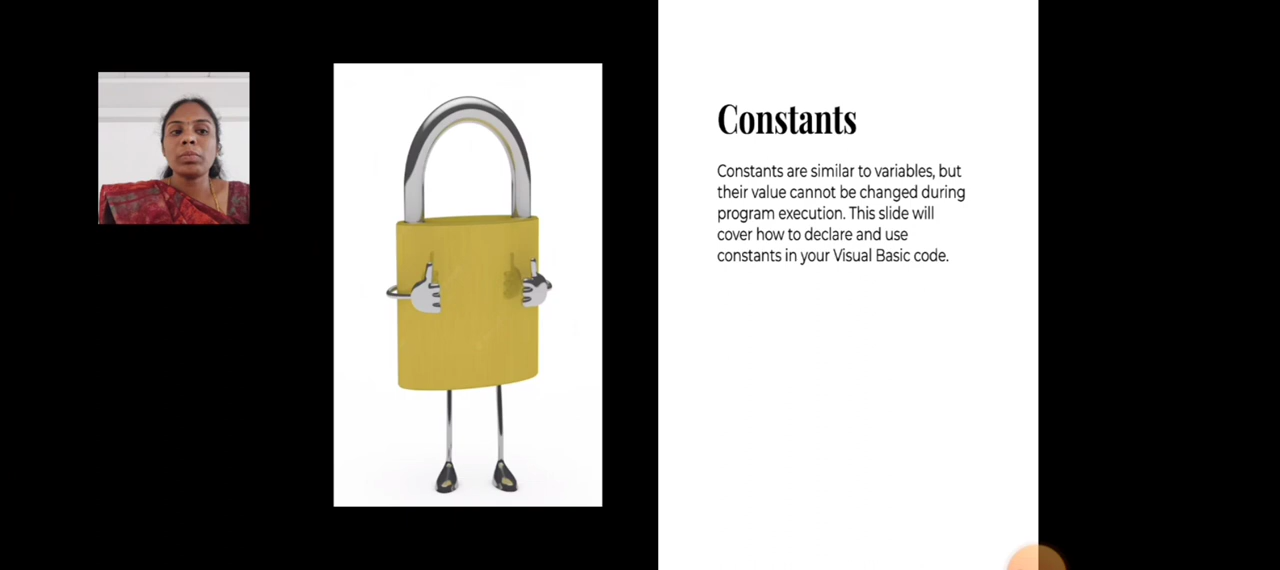 Constants
Constants are similar to variables, but
their value cannot be changed during
program execution. This slide will
cover how to declare and use
constants in your Visual Basic code.